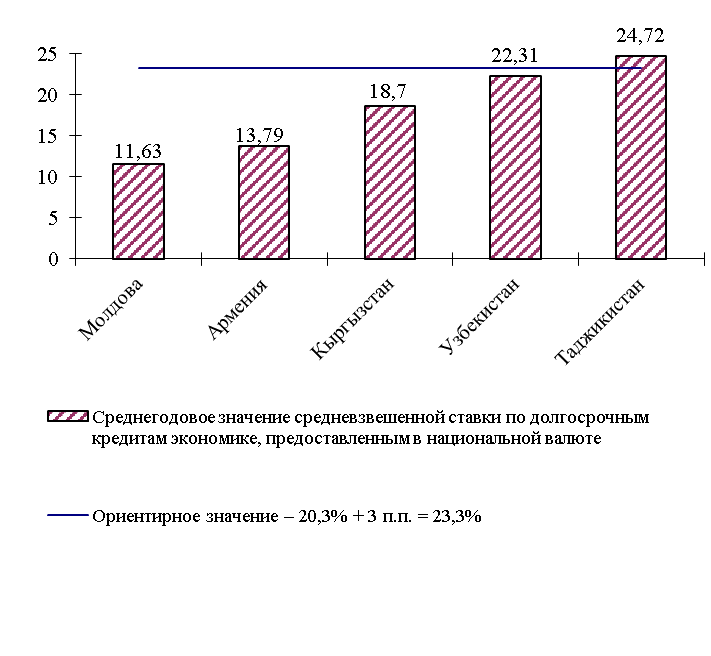 24,72
25
22,31
20
18,7
15
13,79
11,63
10
5
0
Молдова
Армения
Кыргызстан
Узбекистан
Таджикистан
Среднегодовое значение средневзвешенной ставки по долгосрочным
кредитам экономике, предоставленным в национальной валюте
Ориентирное значение – 20,3% + 3 п.п. = 23,3%